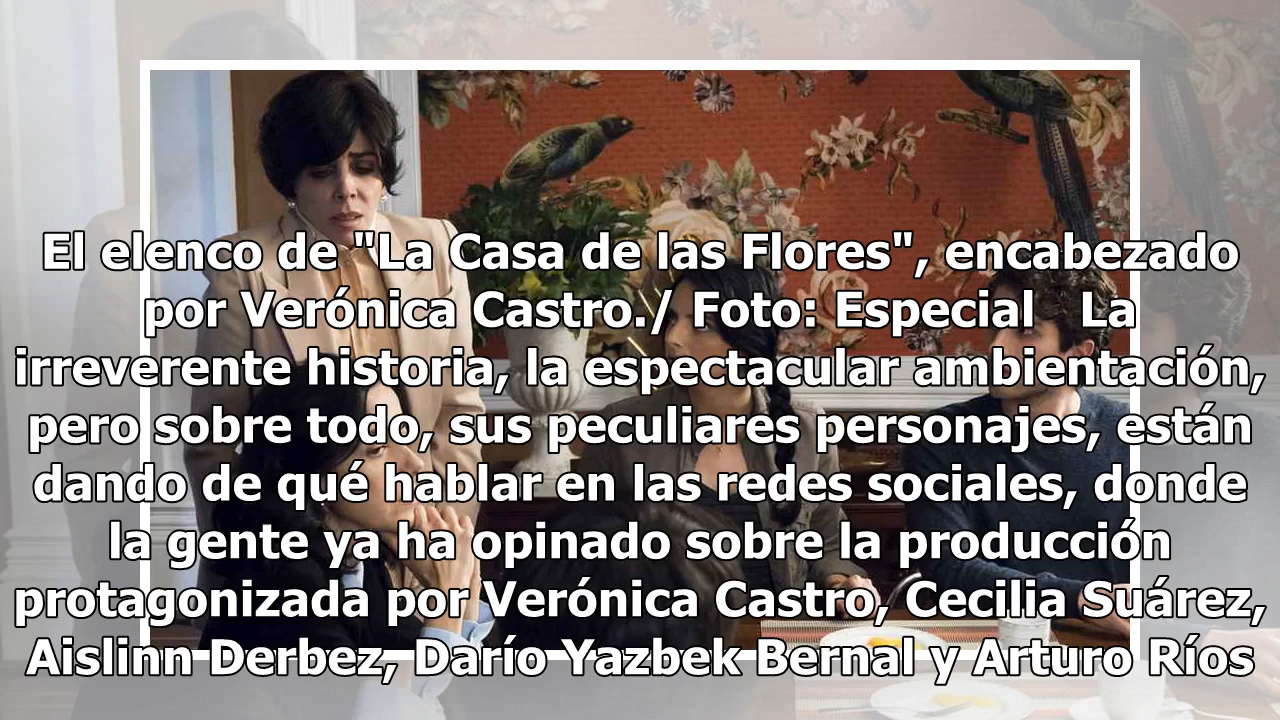 El elenco de "La Casa de las Flores", encabezado
por Verónica Castro./ Foto: Especial   La
irreverente historia, la espectacular ambientación,
pero sobre todo, sus peculiares personajes, están
dando de qué hablar en las redes sociales, donde
la gente ya ha opinado sobre la producción
protagonizada por Verónica Castro, Cecilia Suárez,
Aislinn Derbez, Darío Yazbek Bernal y Arturo Ríos